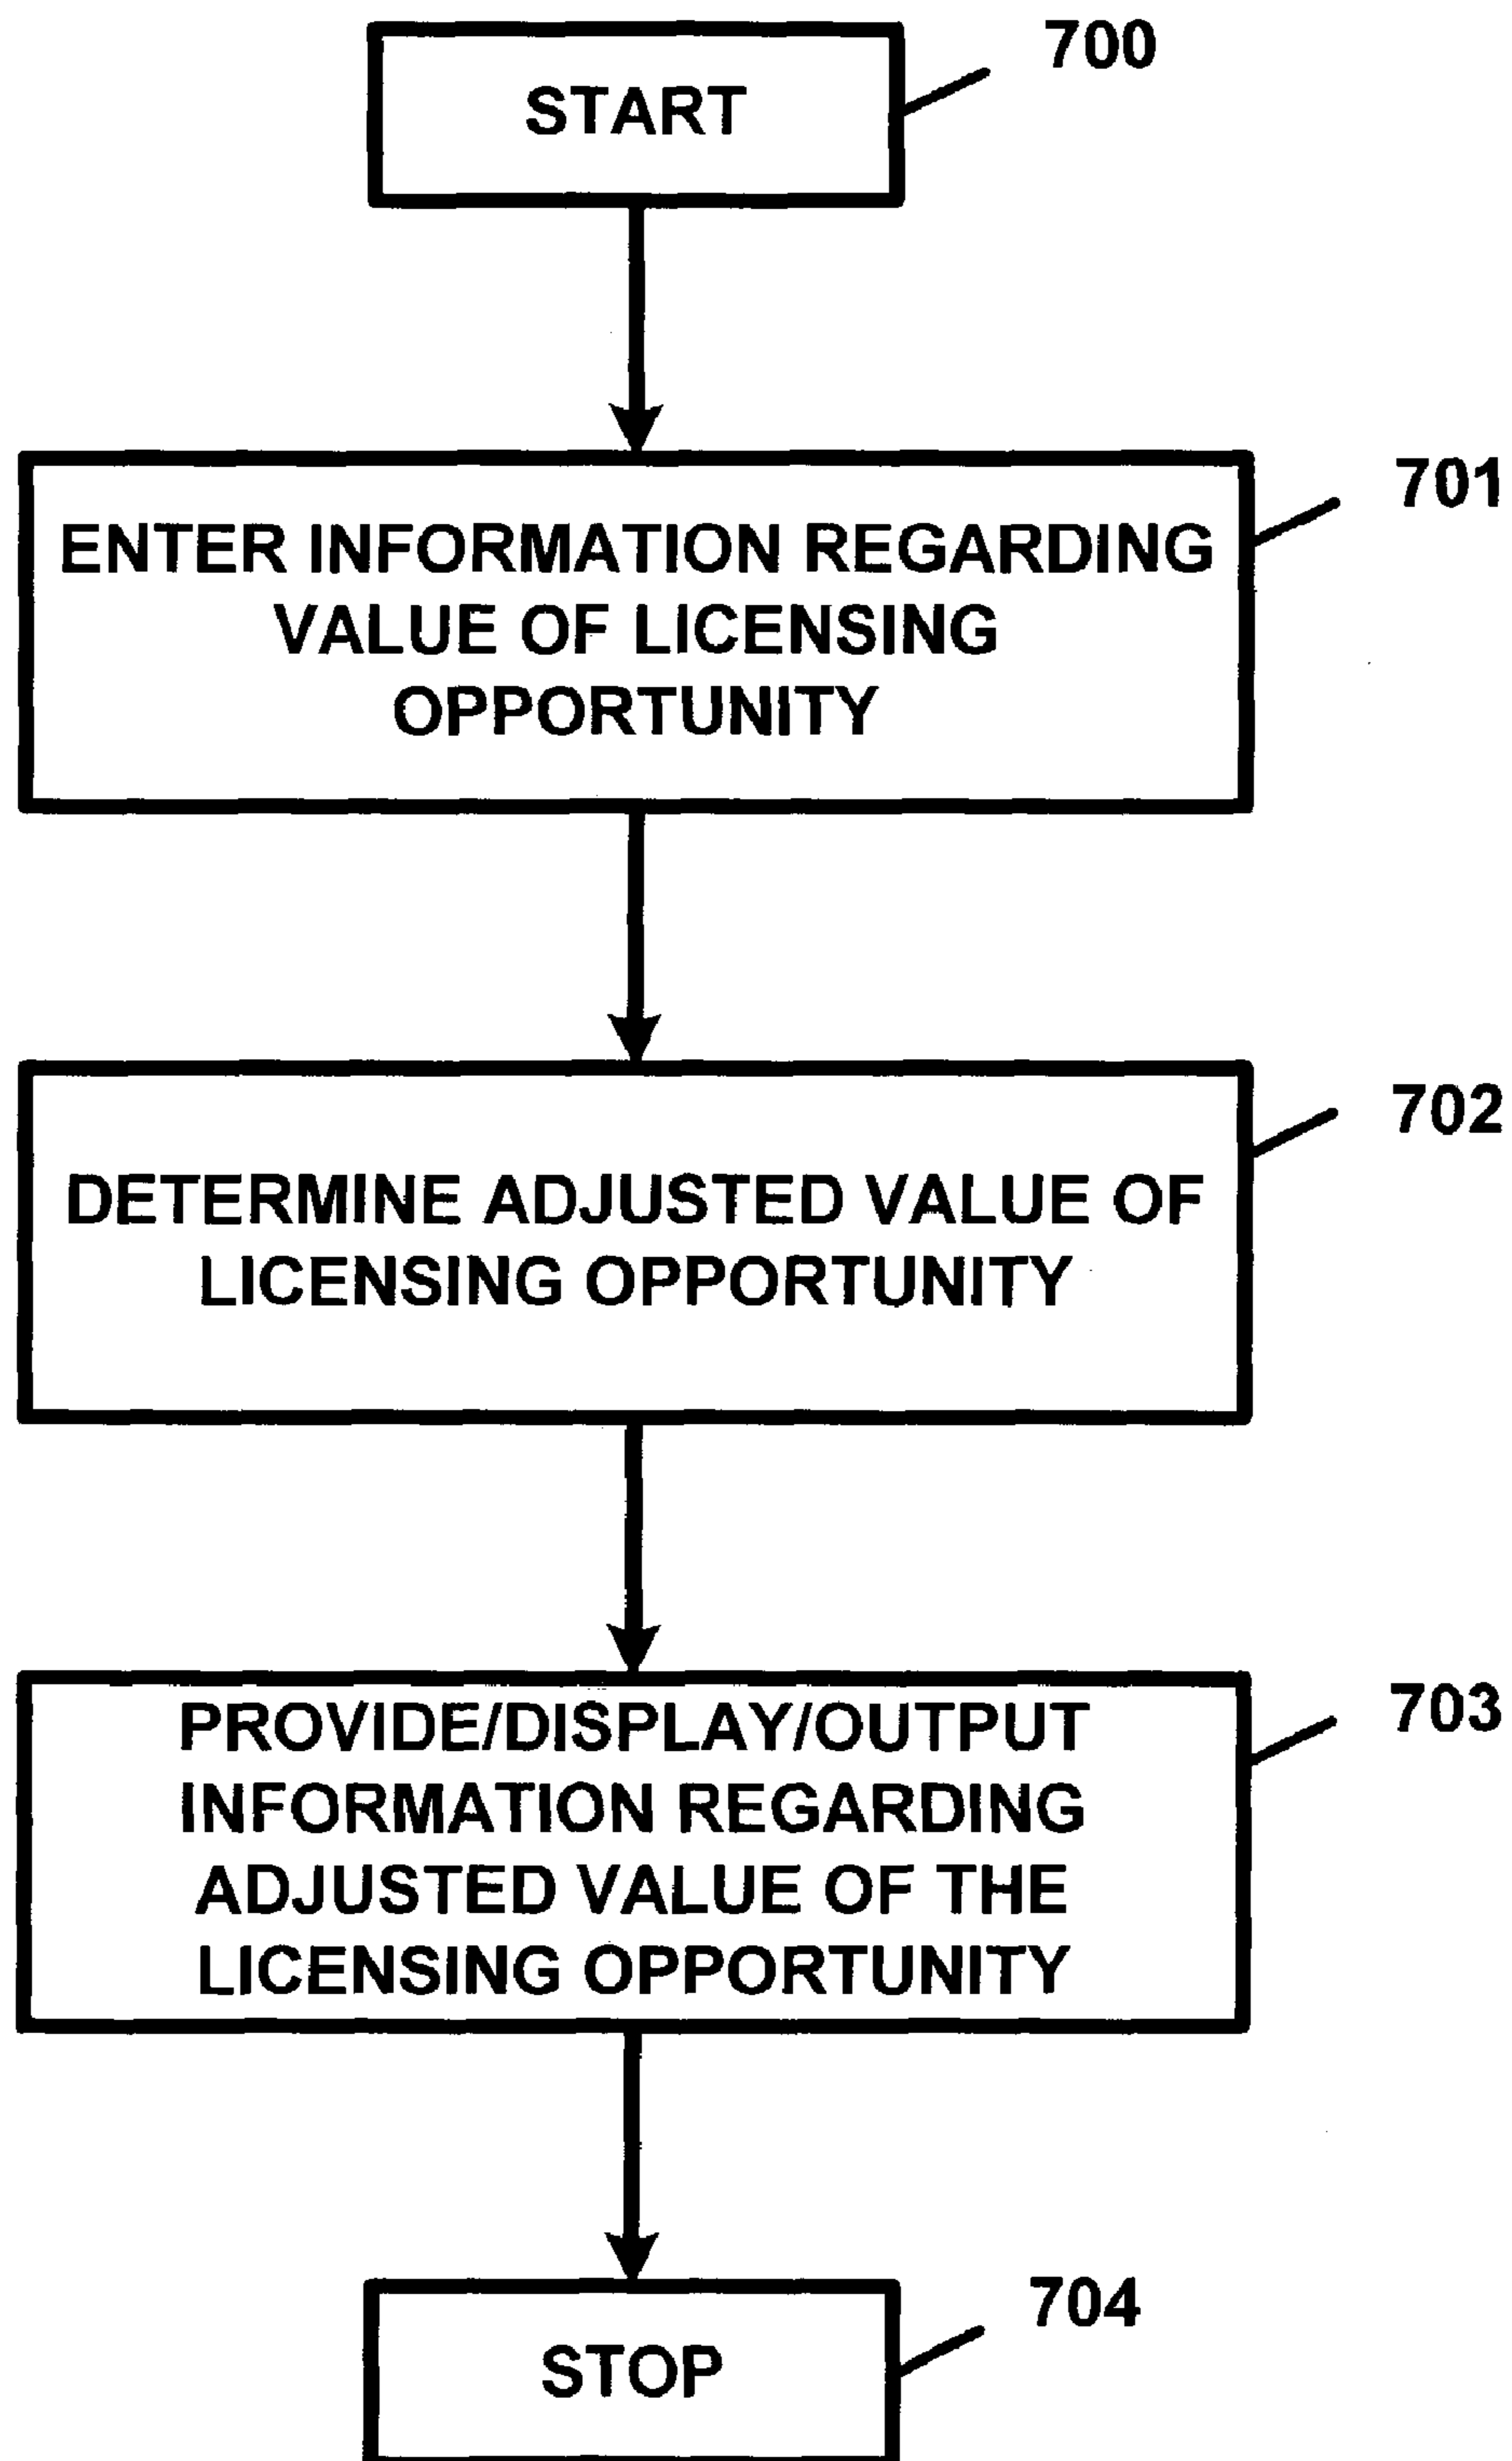 START
700
ENTER INFORMATION REGARDING
VALUE OF LICENSING
OPPORTUNITY
701
DETERMINE ADJUSTED VALUE OF
LICENSING OPPORTUNITY
702
PROVIDE/DISPLAY/OUTPUT
INFORMATION REGARDING
ADJUSTED VALUE OF THE
LICENSING OPPORTUNITY
703
STOP
704